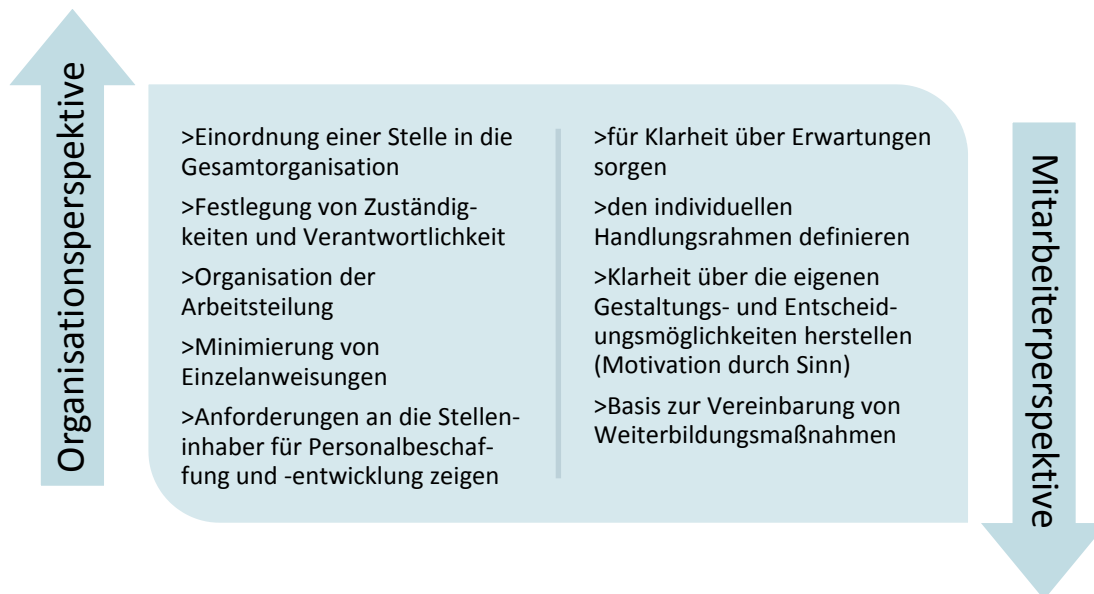 Organisationsperspektive
>Einordnung einer Stelle in die
Gesamtorganisation
>Festlegung von Zuständig-
keiten und Verantwortlichkeit
>Organisation der
Arbeitsteilung
>Minimierung von
Einzelanweisungen
>Anforderungen an die Stellen-
inhaber für Personalbeschaf-
fung und -entwicklung zeigen
>für Klarheit über Erwartungen
sorgen
>den individuellen
Handlungsrahmen definieren
>Klarheit über die eigenen
Gestaltungs- und Entscheid-
ungsmöglichkeiten herstellen
(Motivation durch Sinn)
>Basis zur Vereinbarung von
Weiterbildungsmaßnahmen
Mitarbeiterperspektive